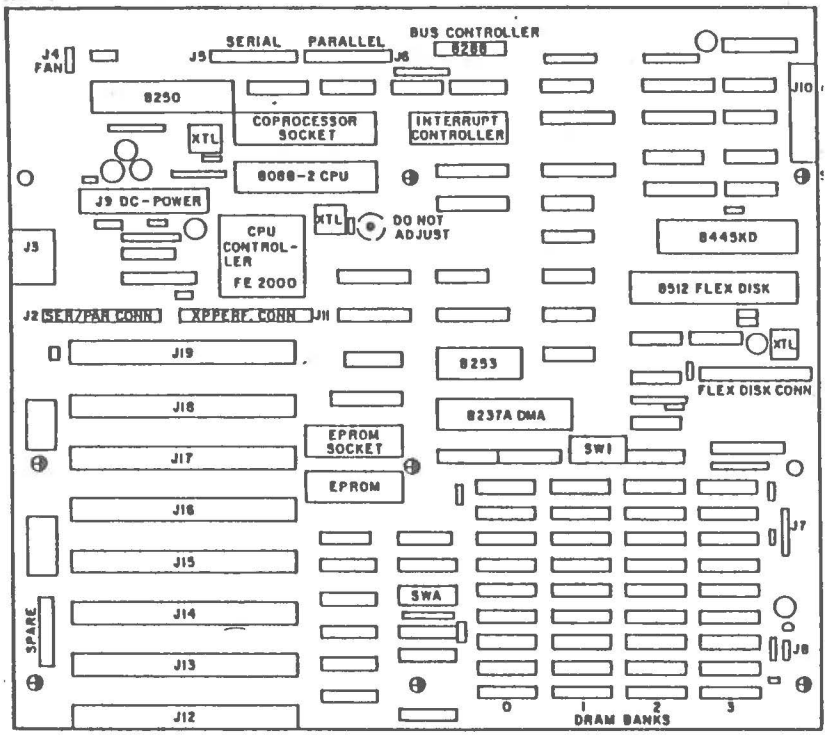 BUS CONTROLLER
8288
J4
FAN
J5
SERIAL
PARALLEL
J6
8250
J10
COPROCESSOR
SOCKET
INTERRUPT
CONTROLLER
XTL
8088-2 CPU
J9 DC-POWER
XTL
DO NOT
ADJUST
CPU
CONTROL-
LER
FE 2000
J3
8445XD
8512 FLEX DISK
J2
SER/PAR CONN
XPPERF. CONN
J11
J19
8253
XTL
FLEX DISK CONN
J18
8237A DMA
EPROM
SOCKET
SW1
J17
EPROM
J16
J7
J15
SWA
J14
SPARE
J13
J8
J12
0
1
2
3
DRAM BANKS